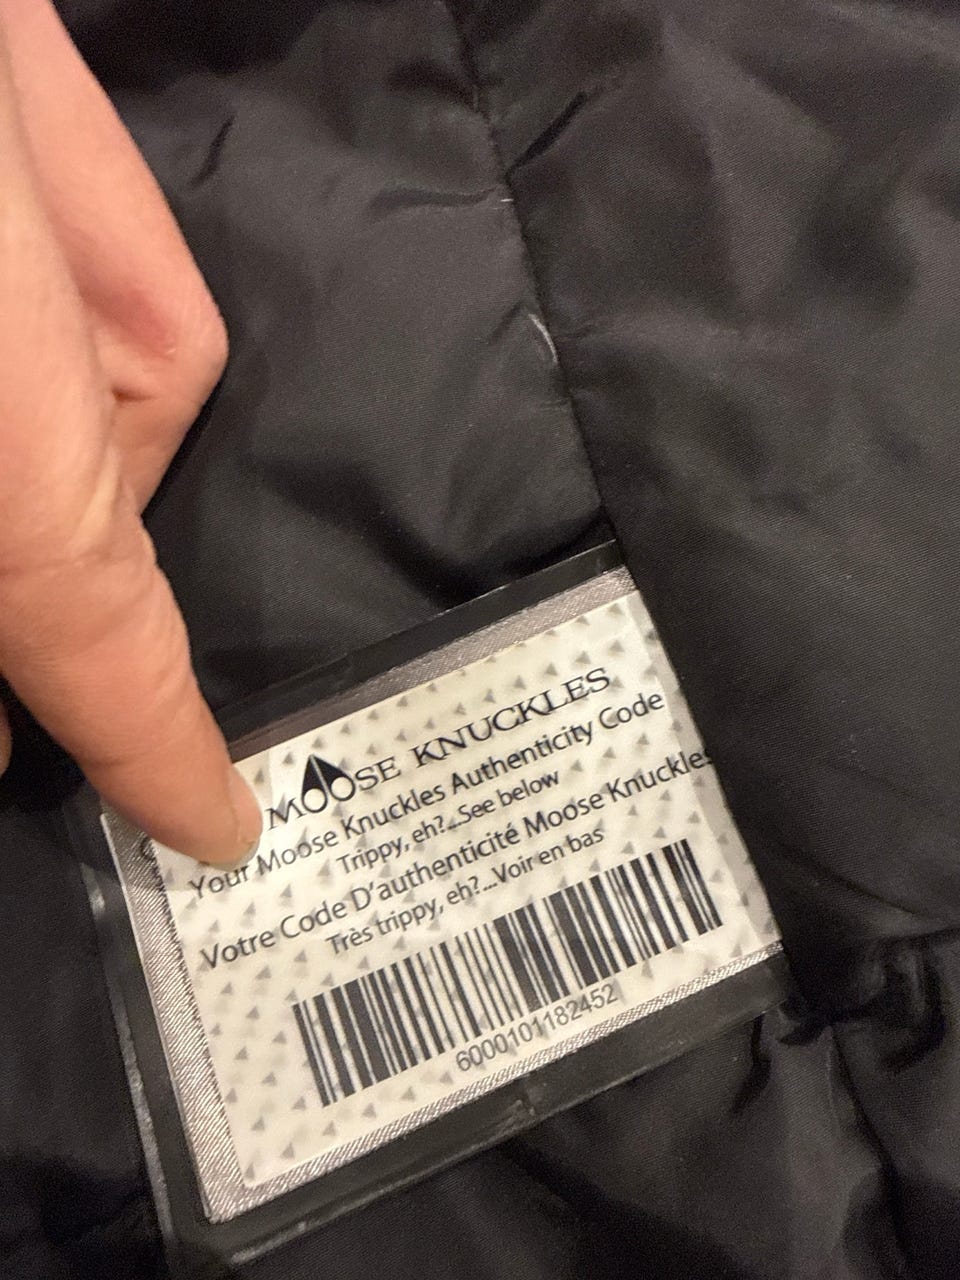 MOOSE KNUCKLES
Your Moose Knuckles Authenticity Code
Trippy, eh?...See below
Votre Code D'authenticité Moose Knuckles
Très trippy, eh?...Voir en bas
6000101182452